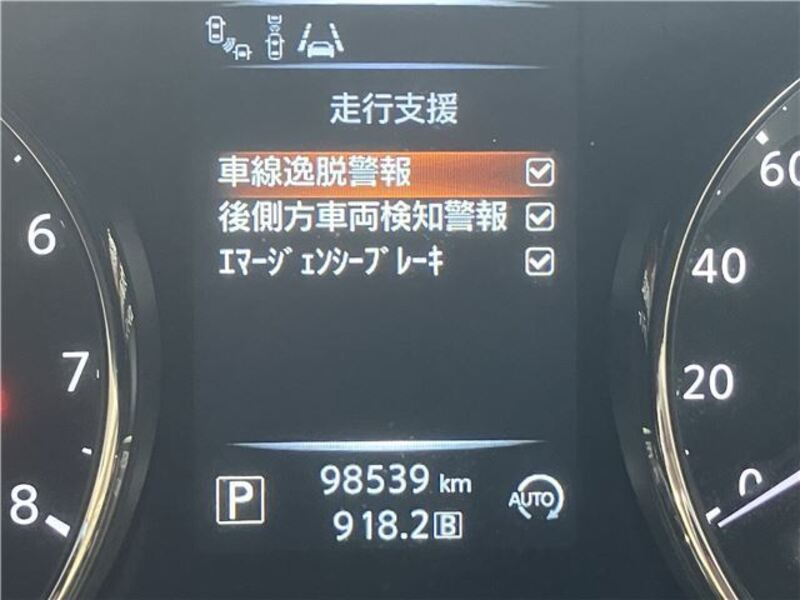 走行支援
車線逸脱警報
後側方車両検知警報
ｴﾏｰｼﾞｪﾝｼｰﾌﾞﾚｰｷ
6
7
8
60
40
20
0
P
98539 km
918.2 B
AUTO